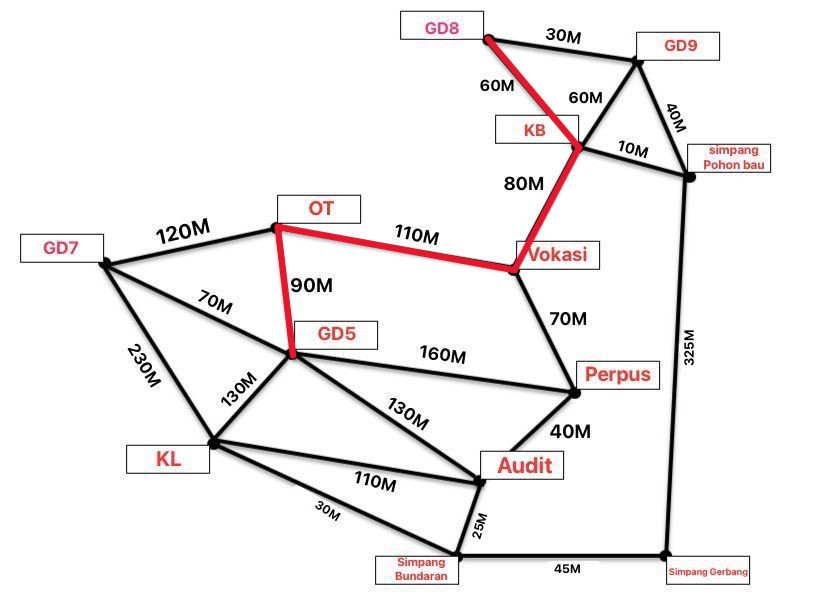 GD8
30M
GD9
60M
60M
40M
KB
10M
simpang
Pohon bau
80M
OT
120M
110M
GD7
Vokasi
90M
70M
GD5
70M
325M
160M
230M
130M
Perpus
130M
40M
KL
Audit
110M
30M
25M
Simpang
Bundaran
45M
Simpang Gerbang